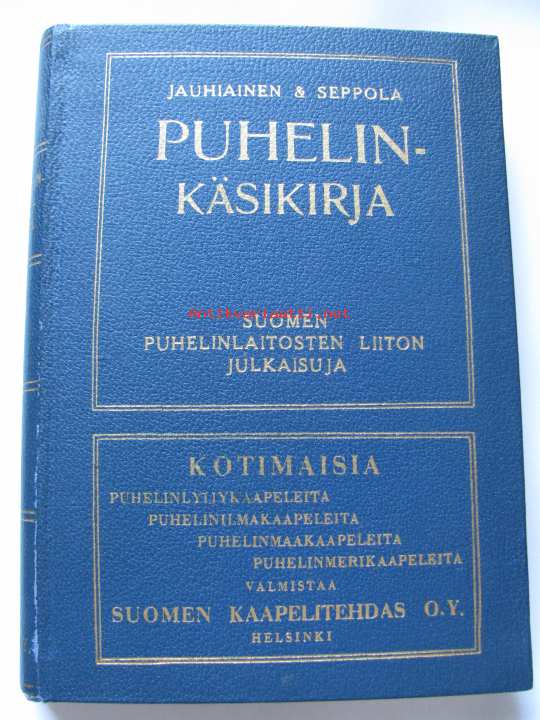 JAUHIAINEN & SEPPOLA
PUHELIN-
KÄSIKIRJA
Antikvariaatti.net
SUOMEN
PUHELINLAITOSTEN LIITON
JULKAISUJA
KOTIMAISIA
PUHELINLYIJYKAAPELEITA
PUHELINILMAKAAPELEITA
PUHELINMAAKAAPELEITA
PUHELINMERIKAAPELEITA
VALMISTAA
SUOMEN KAAPELITEHDAS O.Y.
HELSINKI